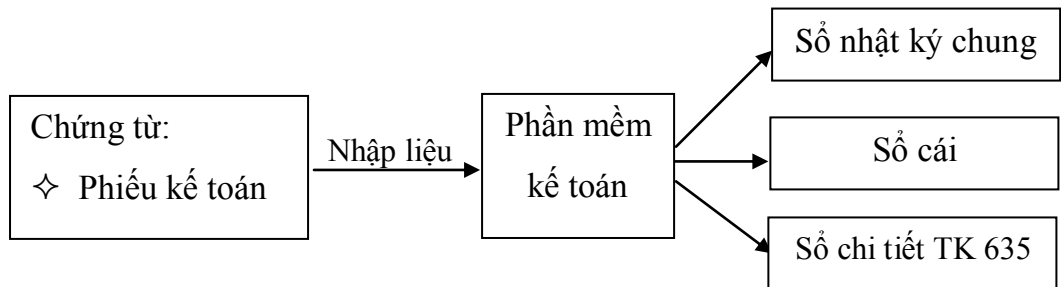 Chứng từ:
✧ Phiếu kế toán
Nhập liệu
Phần mềm
kế toán
Sổ nhật ký chung
Sổ cái
Sổ chi tiết TK 635